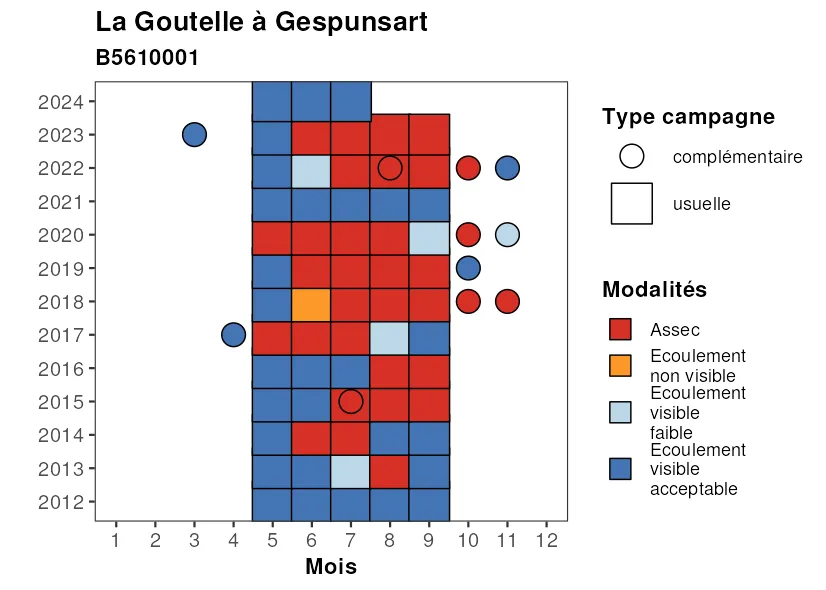 La Goutelle à Gespunsart
B5610001
2024
2023
2022
2021
2020
2019
2018
2017
2016
2015
2014
2013
2012
1 2 3 4 5 6 7 8 9 10 11 12
Mois
Type campagne
complémentaire
usuelle
Modalités
Assec
Ecoulement
non visible
Ecoulement
visible
faible
Ecoulement
visible
acceptable